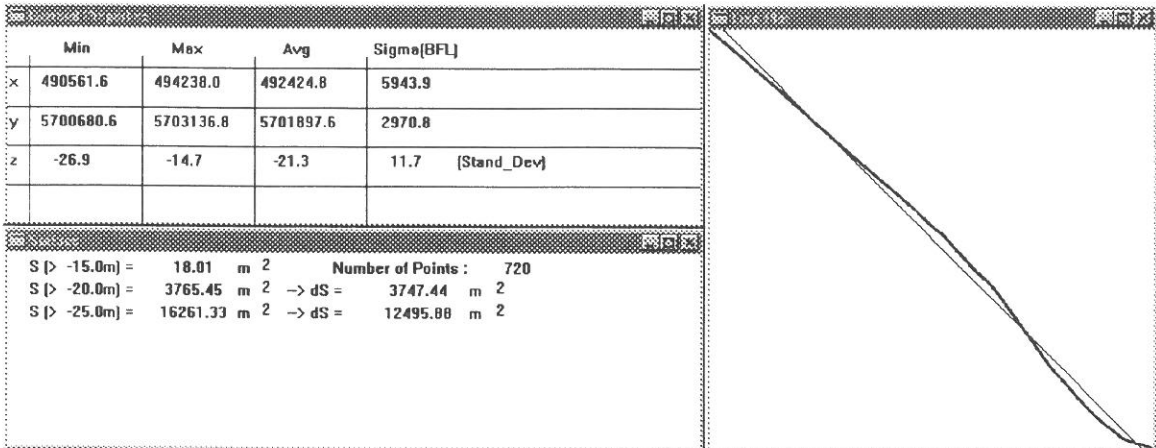 Min Max Avg Sigma(BFL)
x 490561.6 494238.0 492424.8 5943.9
y 5700680.6 5703136.8 5701897.6 2970.8
z -26.9 -14.7 -21.3 11.7 (Stand_Dev)
S (> -15.0m) = 18.01 m 2 Number of Points : 720
S (> -20.0m) = 3765.45 m 2 -> dS = 3747.44 m 2
S (> -25.0m) = 16261.33 m 2 -> dS = 12495.88 m 2